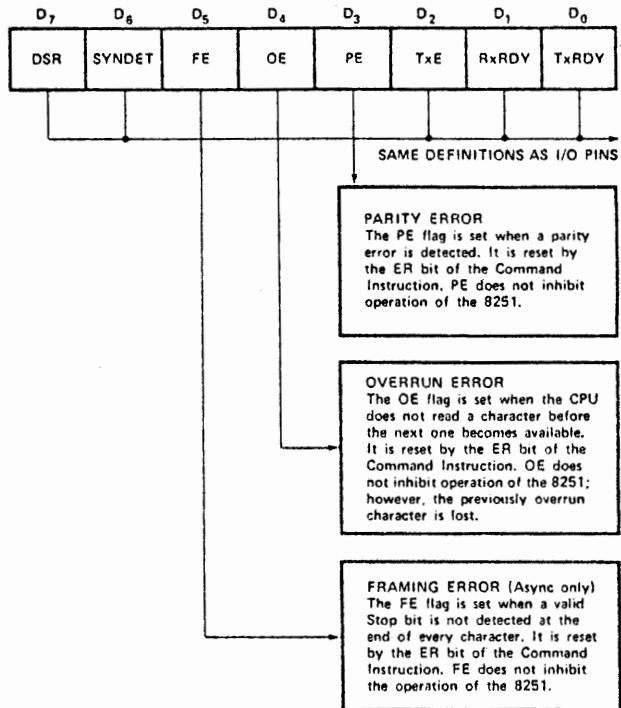 D7 D6 D5 D4 D3 D2 D1 D0
DSR SYNDET FE OE PE TxE RxRDY TxRDY
SAME DEFINITIONS AS I/O PINS
PARITY ERROR
The PE flag is set when a parity
error is detected. It is reset by
the ER bit of the Command
Instruction. PE does not inhibit
operation of the 8251.
OVERRUN ERROR
The OE flag is set when the CPU
does not read a character before
the next one becomes available.
It is reset by the ER bit of the
Command Instruction. OE does
not inhibit operation of the 8251;
however, the previously overrun
character is lost.
FRAMING ERROR (Async only)
The FE flag is set when a valid
Stop bit is not detected at the
end of every character. It is reset
by the ER bit of the Command
Instruction. FE does not inhibit
the operation of the 8251.